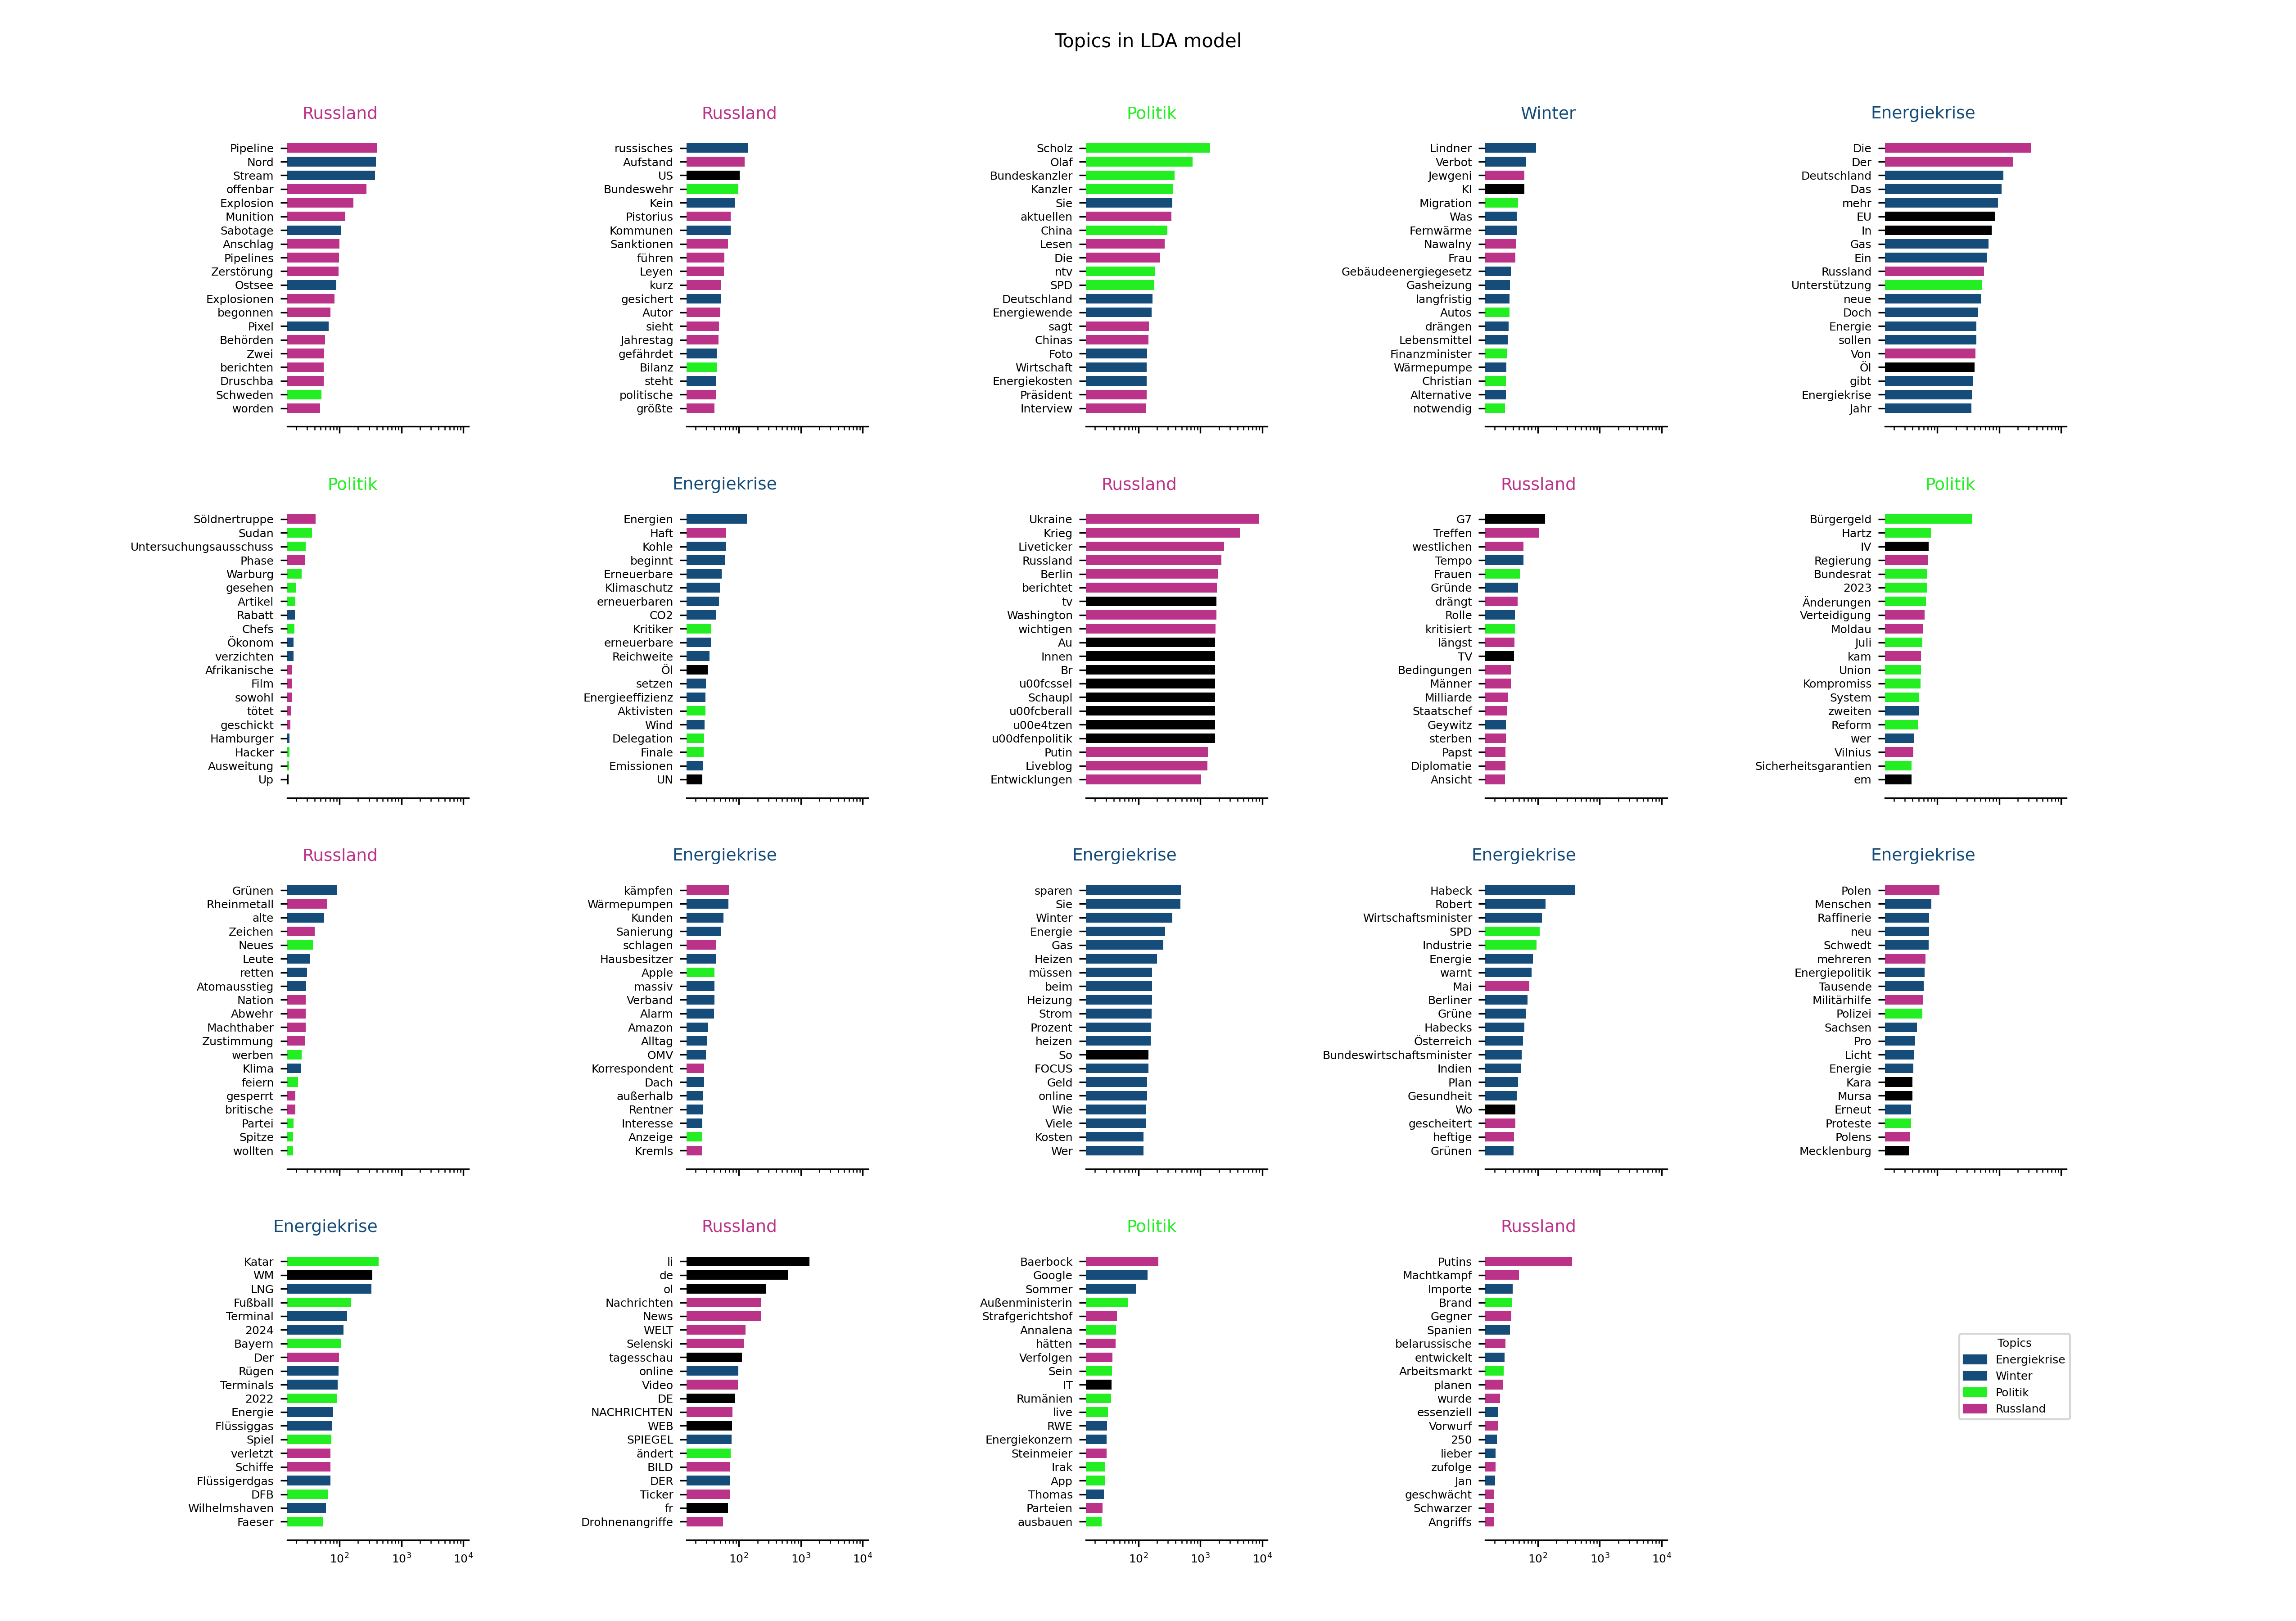 Topics in LDA model
Russland
Pipeline
Nord
Stream
offenbar
Explosion
Munition
Sabotage
Anschlag
Pipelines
Zerstörung
Ostsee
Explosionen
begonnen
Pixel
Behörden
Zwei
berichten
Druschba
Schweden
worden
Russland
russisches
Aufstand
US
Bundeswehr
Kein
Pistorius
Kommunen
Sanktionen
führen
Leyen
kurz
gesichert
Autor
sieht
Jahrestag
gefährdet
Bilanz
steht
politische
größte
Politik
Scholz
Olaf
Bundeskanzler
Kanzler
Sie
aktuellen
China
Lesen
Die
ntv
SPD
Deutschland
Energiewende
sagt
Chinas
Foto
Wirtschaft
Energiekosten
Präsident
Interview
Winter
Lindner
Verbot
Jewgeni
KI
Migration
Was
Fernwärme
Nawalny
Frau
Gebäudeenergiegesetz
Gasheizung
langfristig
Autos
drängen
Lebensmittel
Finanzminister
Wärmepumpe
Christian
Alternative
notwendig
Energiekrise
Die
Der
Deutschland
Das
mehr
EU
In
Gas
Ein
Russland
Unterstützung
neue
Doch
Energie
sollen
Von
Öl
gibt
Energiekrise
Jahr
Politik
Söldnertruppe
Sudan
Untersuchungsausschuss
Phase
Warburg
gesehen
Artikel
Rabatt
Chefs
Ökonom
verzichten
Afrikanische
Film
sowohl
tötet
geschickt
Hamburger
Hacker
Ausweitung
Up
Energiekrise
Energien
Haft
Kohle
beginnt
Erneuerbare
Klimaschutz
erneuerbaren
CO2
Kritiker
erneuerbare
Reichweite
Öl
setzen
Energieeffizienz
Aktivisten
Wind
Delegation
Finale
Emissionen
UN
Russland
Ukraine
Krieg
Liveticker
Russland
Berlin
berichtet
tv
Washington
wichtigen
Au
Innen
Br
u00fcssel
Schaupl
u00fcberall
u00e4tzen
u00dfenpolitik
Putin
Liveblog
Entwicklungen
Russland
G7
Treffen
westlichen
Tempo
Frauen
Gründe
drängt
Rolle
kritisiert
längst
TV
Bedingungen
Männer
Milliarde
Staatschef
Geywitz
sterben
Papst
Diplomatie
Ansicht
Politik
Bürgergeld
Hartz
IV
Regierung
Bundesrat
2023
Änderungen
Verteidigung
Moldau
Juli
kam
Union
Kompromiss
System
zweiten
Reform
wer
Vilnius
Sicherheitsgarantien
em
Russland
Grünen
Rheinmetall
alte
Zeichen
Neues
Leute
retten
Atomausstieg
Nation
Abwehr
Machthaber
Zustimmung
werben
Klima
feiern
gesperrt
britische
Partei
Spitze
wollten
Energiekrise
kämpfen
Wärmepumpen
Kunden
Sanierung
schlagen
Hausbesitzer
Apple
massiv
Verband
Alarm
Amazon
Alltag
OMV
Korrespondent
Dach
außerhalb
Rentner
Interesse
Anzeige
Kremls
Energiekrise
sparen
Sie
Winter
Energie
Gas
Heizen
müssen
beim
Heizung
Strom
Prozent
heizen
So
FOCUS
Geld
online
Wie
Viele
Kosten
Wer
Energiekrise
Habeck
Robert
Wirtschaftsminister
SPD
Industrie
Energie
warnt
Mai
Berliner
Grüne
Habecks
Österreich
Bundeswirtschaftsminister
Indien
Plan
Gesundheit
Wo
gescheitert
heftige
Grünen
Energiekrise
Polen
Menschen
Raffinerie
neu
Schwedt
mehreren
Energiepolitik
Tausende
Militärhilfe
Polizei
Sachsen
Pro
Licht
Energie
Kara
Mursa
Erneut
Proteste
Polens
Mecklenburg
Energiekrise
Katar
WM
LNG
Fußball
Terminal
2024
Bayern
Der
Rügen
Terminals
2022
Energie
Flüssiggas
Spiel
verletzt
Schiffe
Flüssigerdgas
DFB
Wilhelmshaven
Faeser
10²
10³
10⁴
Russland
li
de
ol
Nachrichten
News
WELT
Selenski
tagesschau
online
Video
DE
NACHRICHTEN
WEB
SPIEGEL
ändert
BILD
DER
Ticker
fr
Drohnenangriffe
10²
10³
10⁴
Politik
Baerbock
Google
Sommer
Außenministerin
Strafgerichtshof
Annalena
hätten
Verfolgen
Sein
IT
Rumänien
live
RWE
Energiekonzern
Steinmeier
Irak
App
Thomas
Parteien
ausbauen
10²
10³
10⁴
Russland
Putins
Machtkampf
Importe
Brand
Gegner
Spanien
belarussische
entwickelt
Arbeitsmarkt
planen
wurde
essenziell
Vorwurf
250
lieber
zufolge
Jan
geschwächt
Schwarzer
Angriffs
10²
10³
10⁴
Topics
Energiekrise
Winter
Politik
Russland